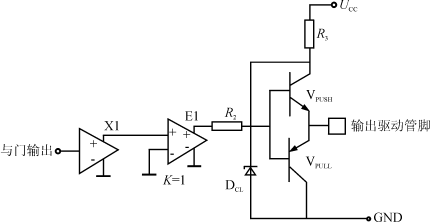 U_CC
R_3
V_PUSH
X1
E1
R_2
+
+
+
与门输出
输出驱动管脚
-
-
-
K=1
D_CL
V_PULL
GND